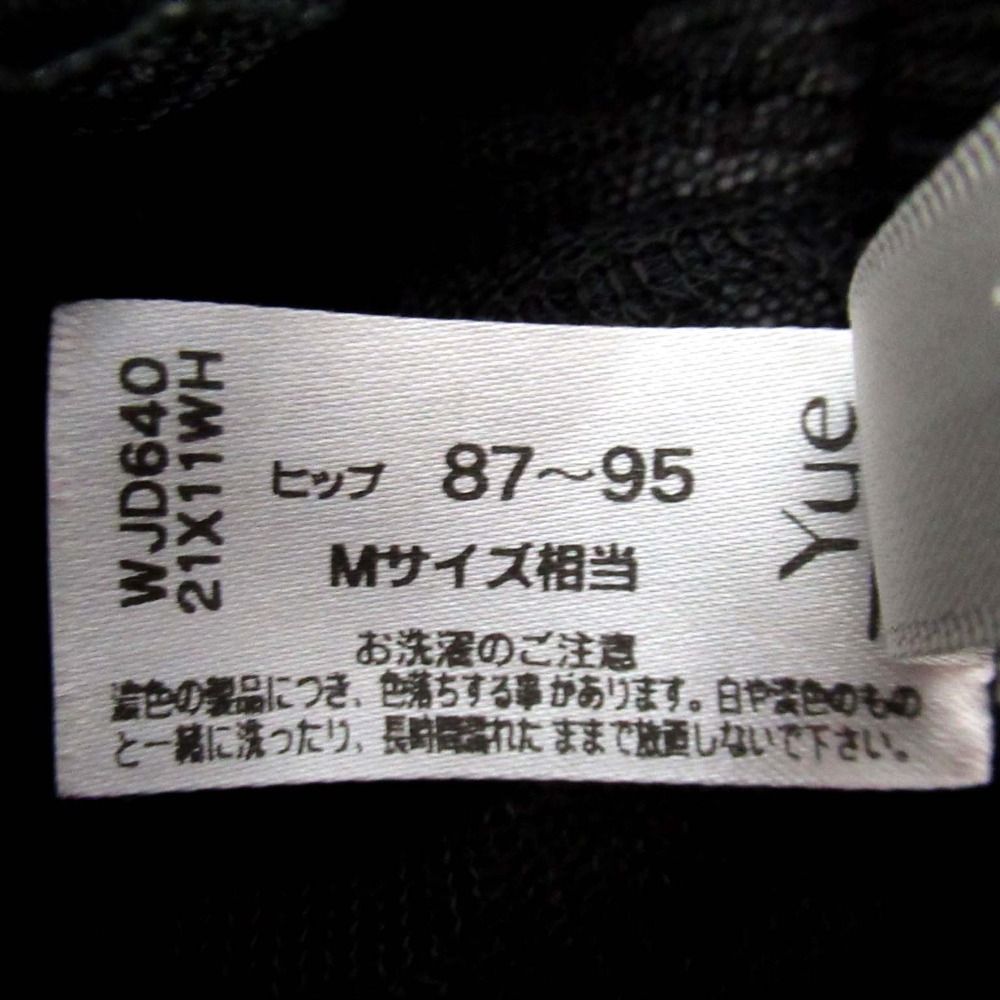 WJD640
21X11WH
ヒップ 87～95
Mサイズ相当
お洗濯のご注意
濃色の製品につき、色落ちする事があります。白や淡色のもの
と一緒に洗ったり、長時間濡れたままで放置しないで下さい。
Yue